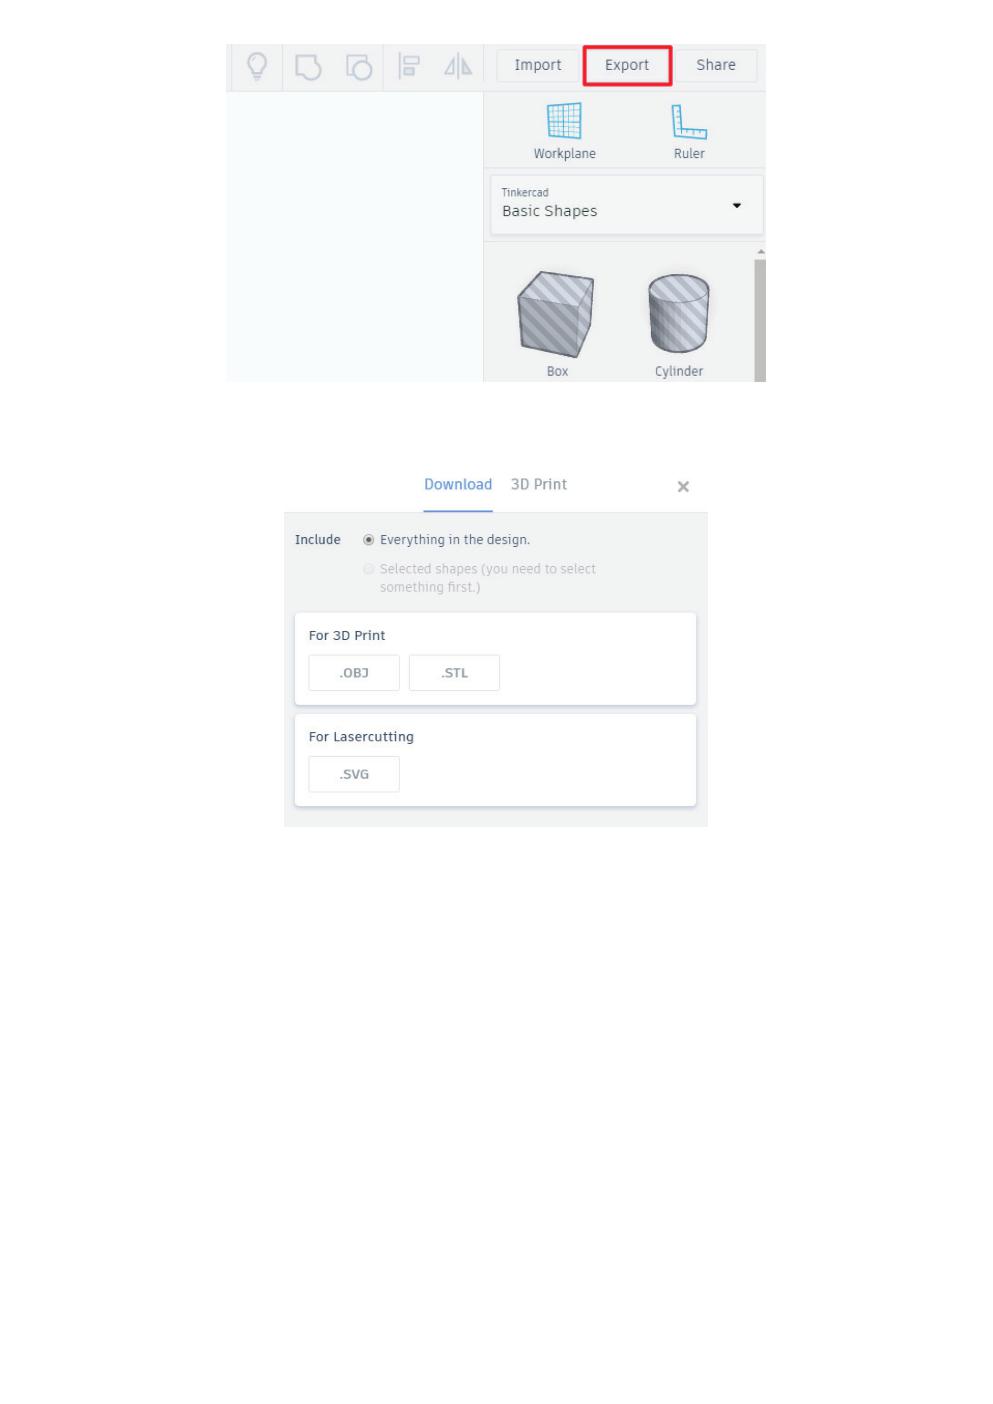 Import Export Share
Workplane Ruler
Tinkercad
Basic Shapes
Box Cylinder
Download 3D Print
Include Everything in the design.
Selected shapes (you need to select
something first.)
For 3D Print
.OBJ .STL
For Lasercutting
.SVG